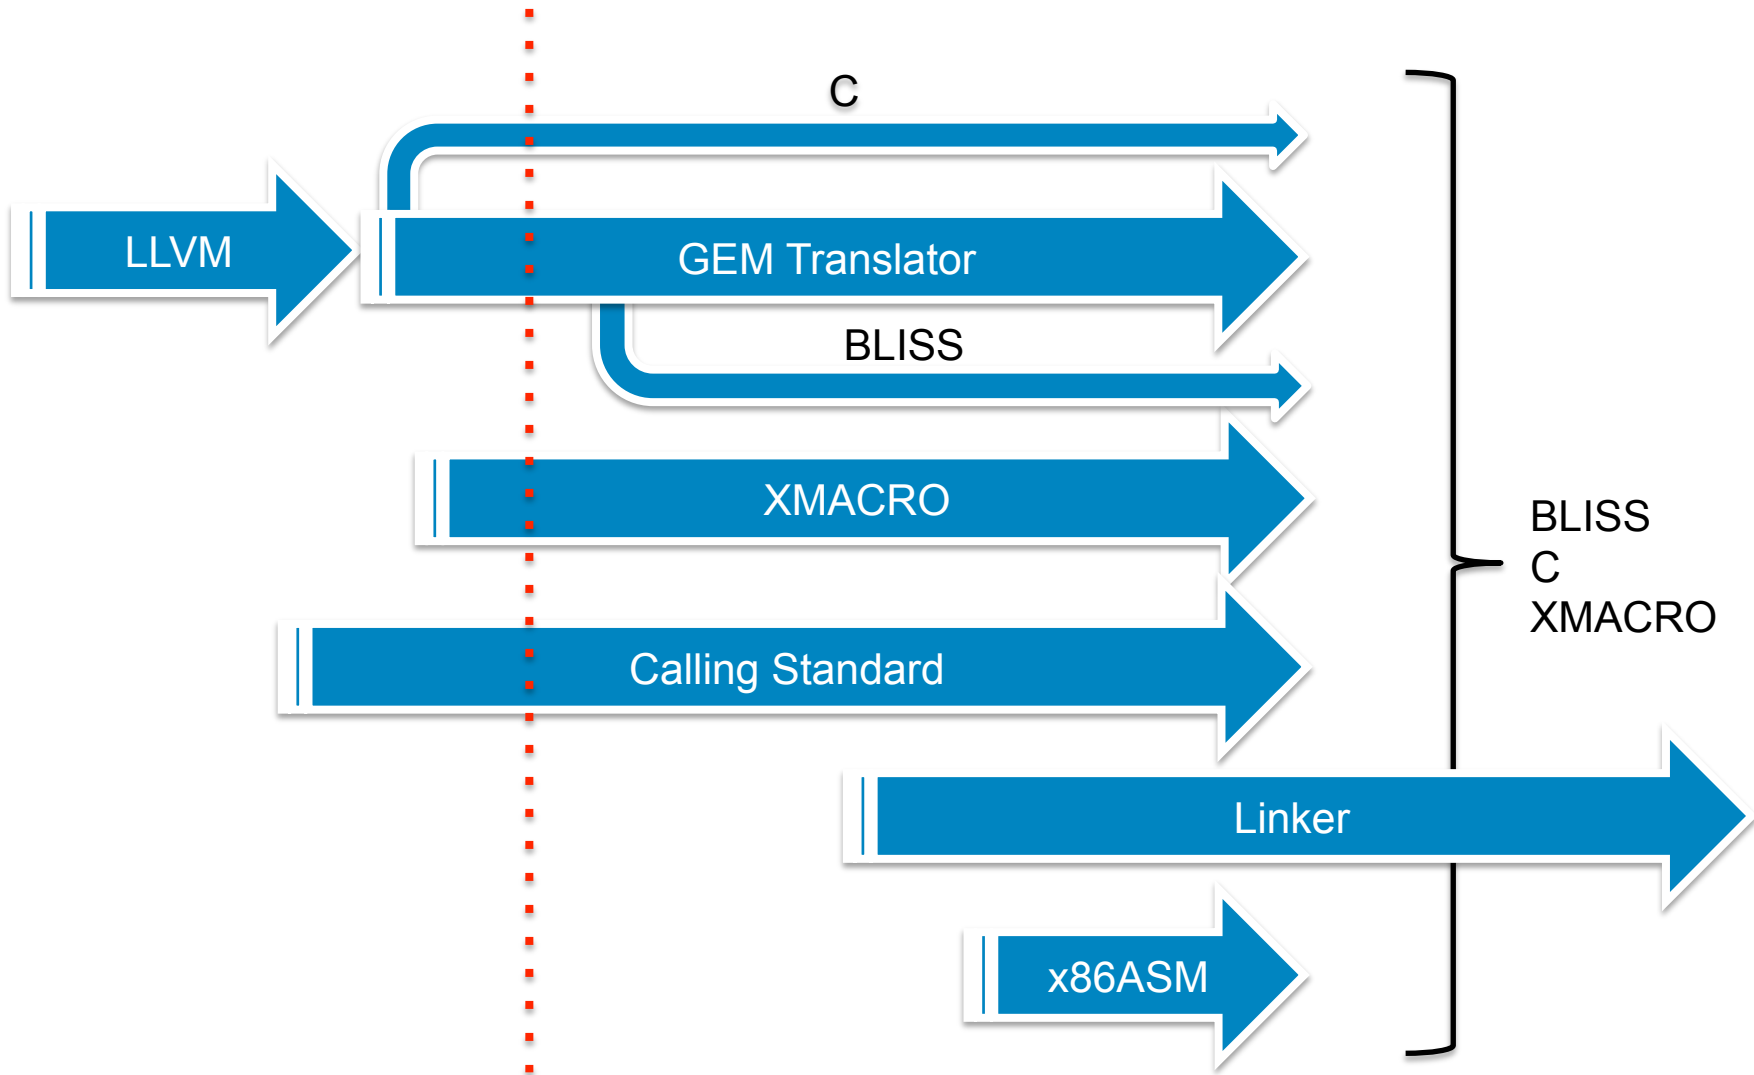 C
LLVM
GEM Translator
BLISS
XMACRO
BLISS
C
XMACRO
Calling Standard
Linker
x86ASM